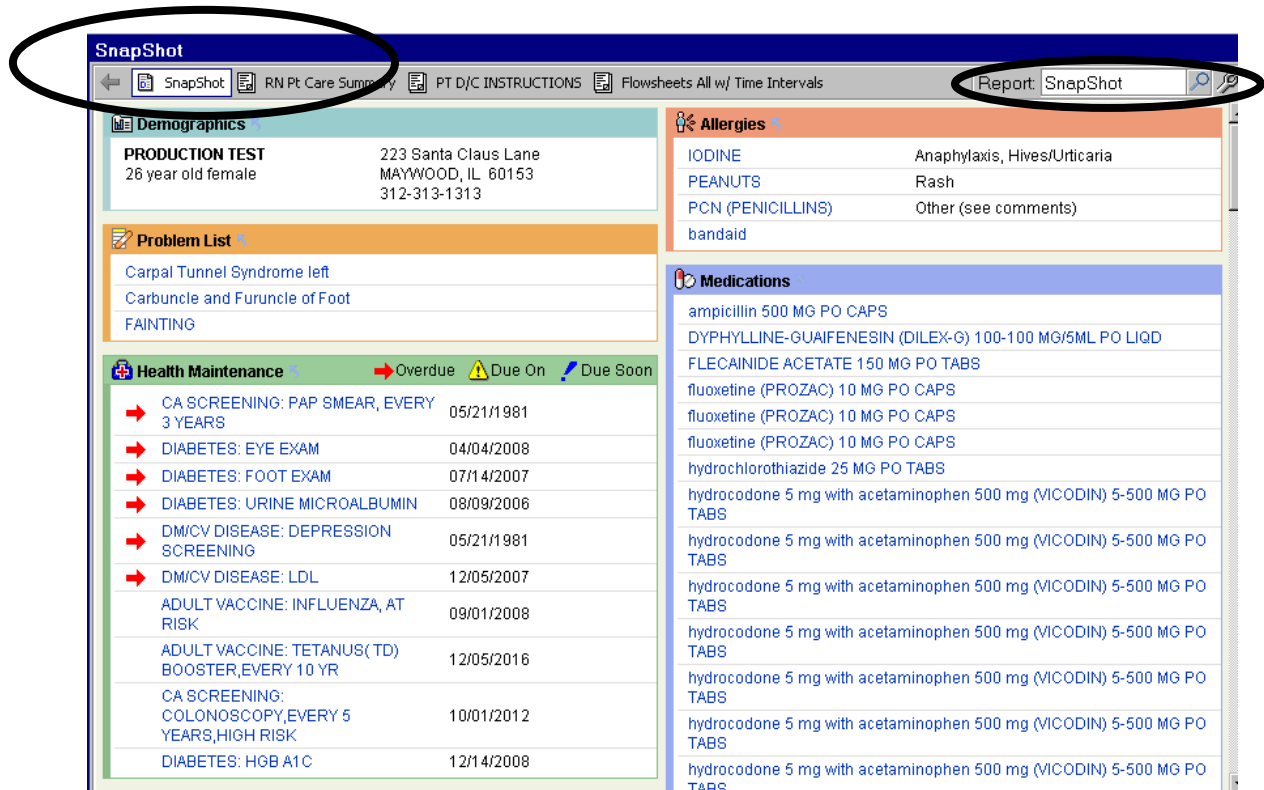 SnapShot
SnapShot RN Pt Care Summary PT D/C INSTRUCTIONS Flowsheets All w/ Time Intervals Report: SnapShot
Demographics
PRODUCTION TEST 223 Santa Claus Lane
26 year old female MAYWOOD, IL 60153
312-313-1313
Problem List
Carpal Tunnel Syndrome left
Carbuncle and Furuncle of Foot
FAINTING
Health Maintenance Overdue Due On Due Soon
CA SCREENING: PAP SMEAR, EVERY
3 YEARS 05/21/1981
DIABETES: EYE EXAM 04/04/2008
DIABETES: FOOT EXAM 07/14/2007
DIABETES: URINE MICROALBUMIN 08/09/2006
DM/CV DISEASE: DEPRESSION
SCREENING 05/21/1981
DM/CV DISEASE: LDL 12/05/2007
ADULT VACCINE: INFLUENZA, AT
RISK 09/01/2008
ADULT VACCINE: TETANUS( TD)
BOOSTER,EVERY 10 YR 12/05/2016
CA SCREENING:
COLONOSCOPY,EVERY 5 10/01/2012
YEARS,HIGH RISK
DIABETES: HGB A1C 12/14/2008
Allergies
IODINE Anaphylaxis, Hives/Urticaria
PEANUTS Rash
PCN (PENICILLINS) Other (see comments)
bandaid
Medications
ampicillin 500 MG PO CAPS
DYPHYLLINE-GUAIFENESIN (DILEX-G) 100-100 MG/5ML PO LIQD
FLECAINIDE ACETATE 150 MG PO TABS
fluoxetine (PROZAC) 10 MG PO CAPS
fluoxetine (PROZAC) 10 MG PO CAPS
fluoxetine (PROZAC) 10 MG PO CAPS
hydrochlorothiazide 25 MG PO TABS
hydrocodone 5 mg with acetaminophen 500 mg (VICODIN) 5-500 MG PO
TABS
hydrocodone 5 mg with acetaminophen 500 mg (VICODIN) 5-500 MG PO
TABS
hydrocodone 5 mg with acetaminophen 500 mg (VICODIN) 5-500 MG PO
TABS
hydrocodone 5 mg with acetaminophen 500 mg (VICODIN) 5-500 MG PO
TABS
hydrocodone 5 mg with acetaminophen 500 mg (VICODIN) 5-500 MG PO
TABS
hydrocodone 5 mg with acetaminophen 500 mg (VICODIN) 5-500 MG PO
TABS
hydrocodone 5 mg with acetaminophen 500 mg (VICODIN) 5-500 MG PO
TABS